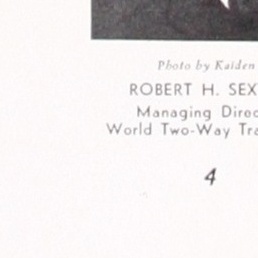 Photo by Kaiden
ROBERT H. SEX
Managing Direc
World Two-Way Tra
4